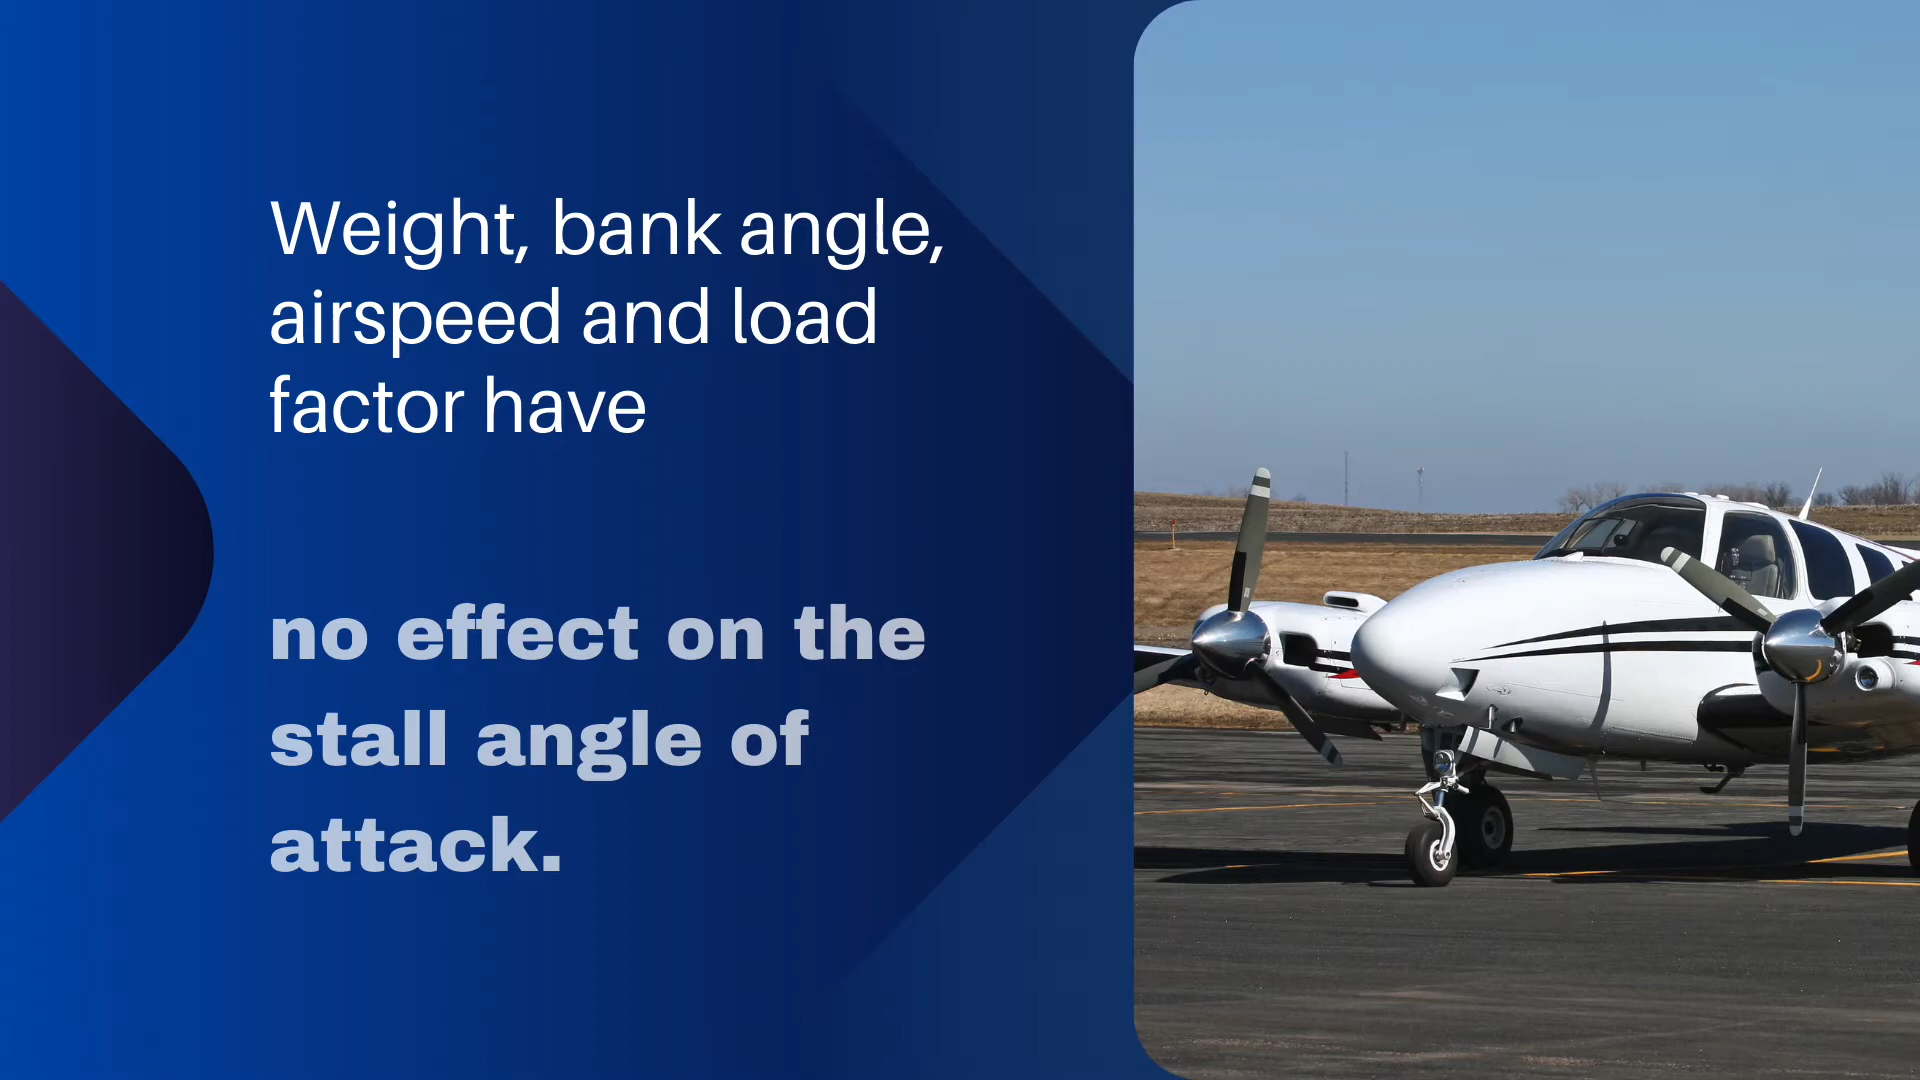 Weight, bank angle,
airspeed and load
factor have
no effect on the
stall angle of
attack.